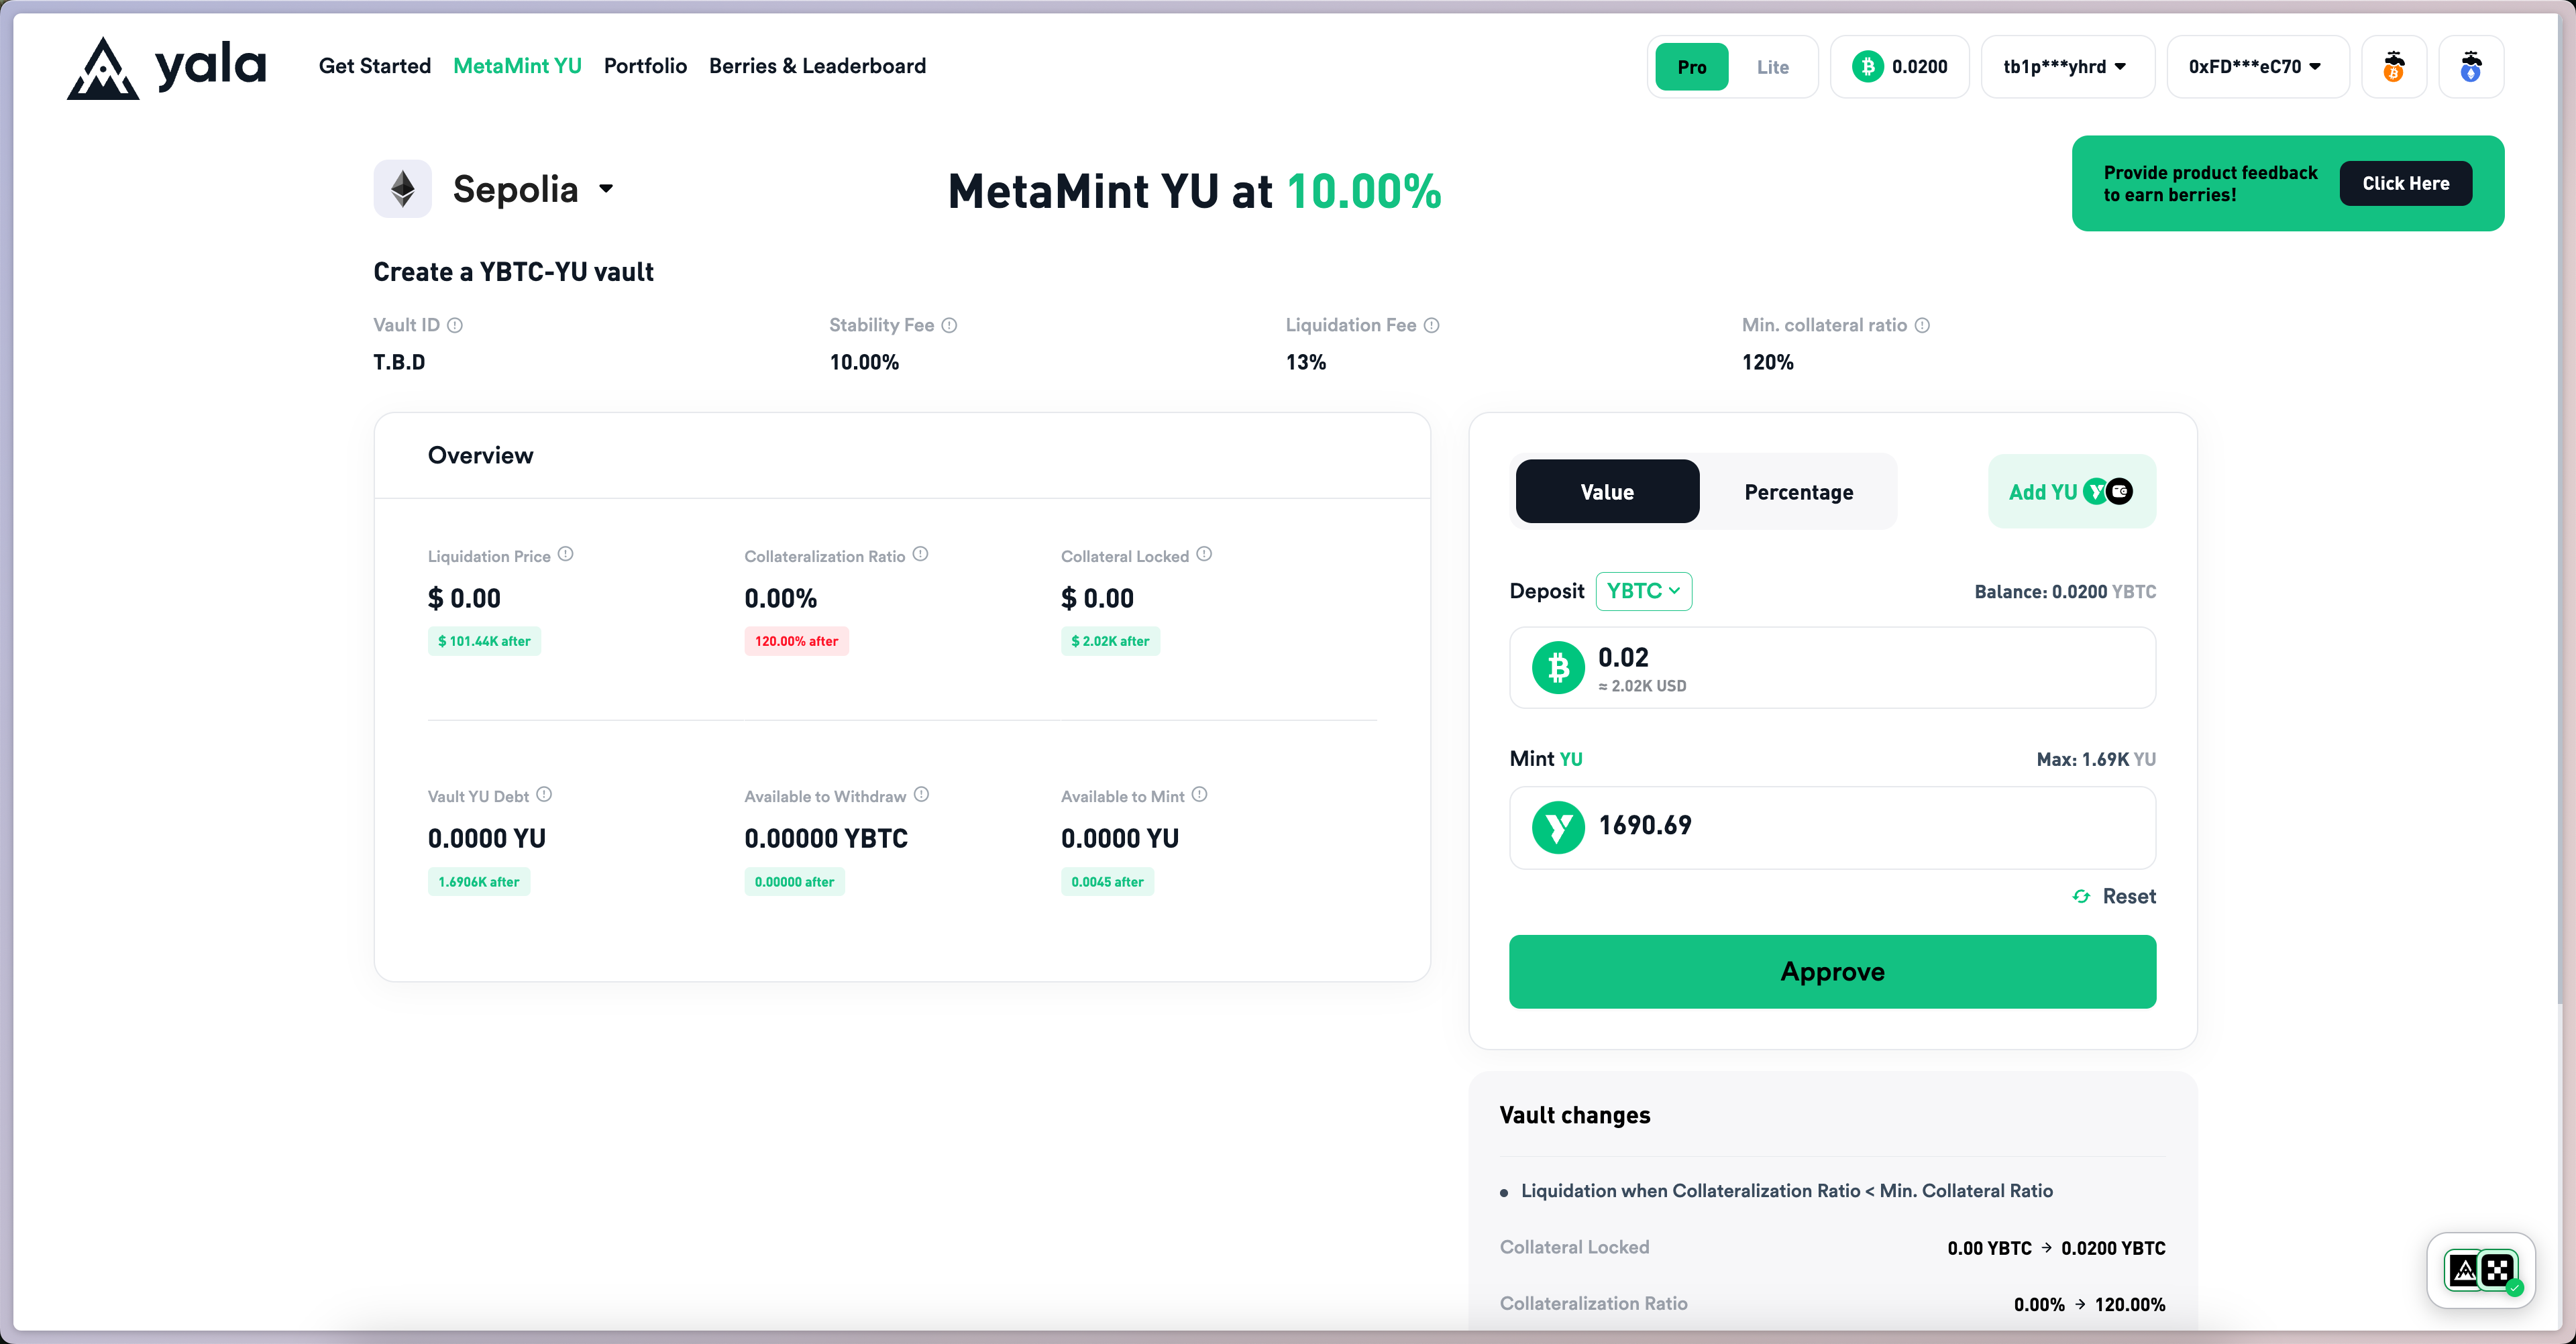 yala
Get Started
MetaMint YU
Portfolio
Berries & Leaderboard
Pro
Lite
0.0200
tb1p***yhrd
0xFD***eC70
Sepolia
MetaMint YU at 10.00%
Provide product feedback
to earn berries!
Click Here
Create a YBTC-YU vault
Vault ID
T.B.D
Stability Fee
10.00%
Liquidation Fee
13%
Min. collateral ratio
120%
Overview
Liquidation Price
$ 0.00
$ 101.44K after
Collateralization Ratio
0.00%
120.00% after
Collateral Locked
$ 0.00
$ 2.02K after
Vault YU Debt
0.0000 YU
1.6906K after
Available to Withdraw
0.00000 YBTC
0.00000 after
Available to Mint
0.0000 YU
0.0045 after
Value
Percentage
Add YU
Deposit
YBTC
Balance: 0.0200 YBTC
0.02
≈ 2.02K USD
Mint YU
Max: 1.69K YU
1690.69
Reset
Approve
Vault changes
• Liquidation when Collateralization Ratio < Min. Collateral Ratio
Collateral Locked
0.00 YBTC → 0.0200 YBTC
Collateralization Ratio
0.00% → 120.00%